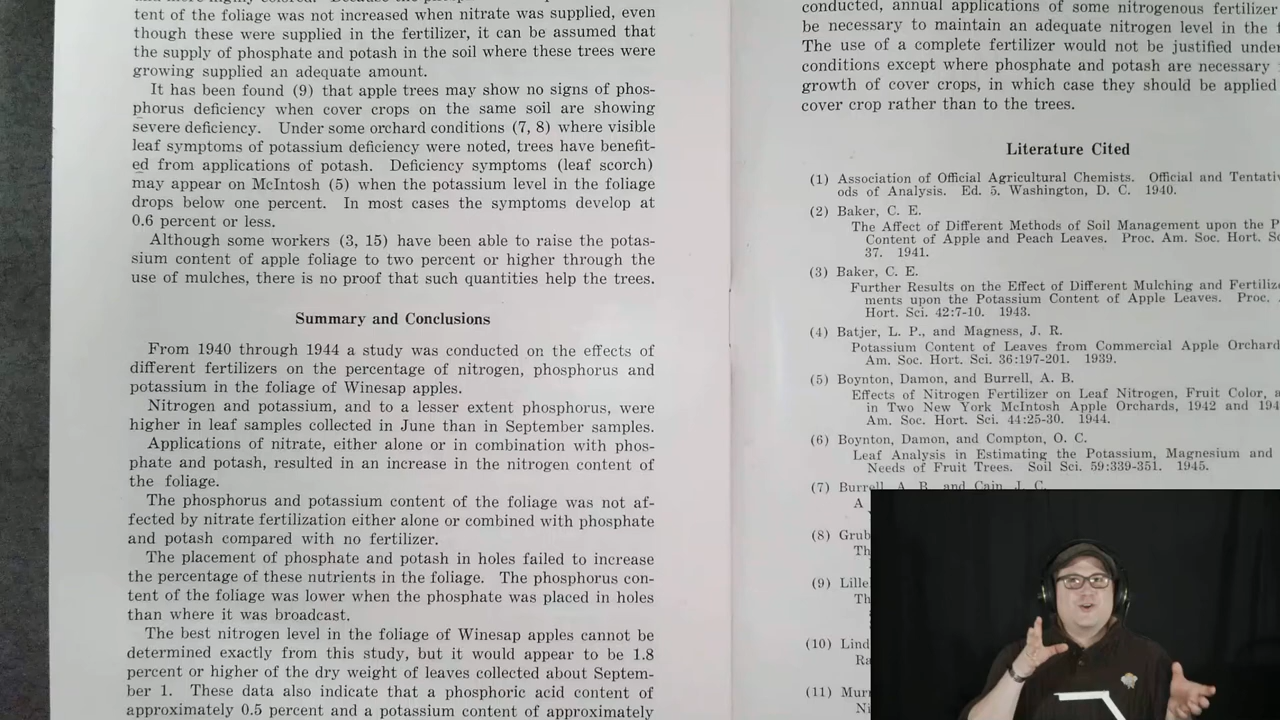 tent of the foliage was not increased when nitrate was supplied, even
though these were supplied in the fertilizer, it can be assumed that
the supply of phosphate and potash in the soil where these trees were
growing supplied an adequate amount.
It has been found (9) that apple trees may show no signs of phos-
phorus deficiency when cover crops on the same soil are showing
severe deficiency. Under some orchard conditions (7, 8) where visible
leaf symptoms of potassium deficiency were noted, trees have benefit-
ed from applications of potash. Deficiency symptoms (leaf scorch)
may appear on McIntosh (5) when the potassium level in the foliage
drops below one percent. In most cases the symptoms develop at
0.6 percent or less.
Although some workers (3, 15) have been able to raise the potas-
sium content of apple foliage to two percent or higher through the
use of mulches, there is no proof that such quantities help the trees.
Summary and Conclusions
From 1940 through 1944 a study was conducted on the effects of
different fertilizers on the percentage of nitrogen, phosphorus and
potassium in the foliage of Winesap apples.
Nitrogen and potassium, and to a lesser extent phosphorus, were
higher in leaf samples collected in June than in September samples.
Applications of nitrate, either alone or in combination with phos-
phate and potash, resulted in an increase in the nitrogen content of
the foliage.
The phosphorus and potassium content of the foliage was not af-
fected by nitrate fertilization either alone or combined with phosphate
and potash compared with no fertilizer.
The placement of phosphate and potash in holes failed to increase
the percentage of these nutrients in the foliage. The phosphorus con-
tent of the foliage was lower when the phosphate was placed in holes
than where it was broadcast.
The best nitrogen level in the foliage of Winesap apples cannot be
determined exactly from this study, but it would appear to be 1.8
percent or higher of the dry weight of leaves collected about Septem-
ber 1. These data also indicate that a phosphoric acid content of
approximately 0.5 percent and a potassium content of approximately
conducted, annual applications of some nitrogenous fertilizer
be necessary to maintain an adequate nitrogen level in the
The use of a complete fertilizer would not be justified under
conditions except where phosphate and potash are necessary
growth of cover crops, in which case they should be applied
cover crop rather than to the trees.
Literature Cited
(1) Association of Official Agricultural Chemists. Official and Tentativ
ods of Analysis. Ed. 5. Washington, D. C. 1940.
(2) Baker, C. E.
The Affect of Different Methods of Soil Management upon the P
Content of Apple and Peach Leaves. Proc. Am. Soc. Hort. Sc
37. 1941.
(3) Baker, C. E.
Further Results on the Effect of Different Mulching and Fertilize
ments upon the Potassium Content of Apple Leaves. Proc.
Hort. Sci. 42:7-10. 1943.
(4) Batjer, L. P., and Magness, J. R.
Potassium Content of Leaves from Commercial Apple Orchard
Am. Soc. Hort. Sci. 36:197-201. 1939.
(5) Boynton, Damon, and Burrell, A. B.
Effects of Nitrogen Fertilizer on Leaf Nitrogen, Fruit Color, a
in Two New York McIntosh Apple Orchards, 1942 and 194
Am. Soc. Hort. Sci. 44:25-30. 1944.
(6) Boynton, Damon, and Compton, O. C.
Leaf Analysis in Estimating the Potassium, Magnesium and
Needs of Fruit Trees. Soil Sci. 59:339-351. 1945.
(7) Burrell, A. B. and Cain, J. C.
A
(8) Grub
Th
(9) Lille
Th
(10) Lind
Ra
(11) Murr
Ni